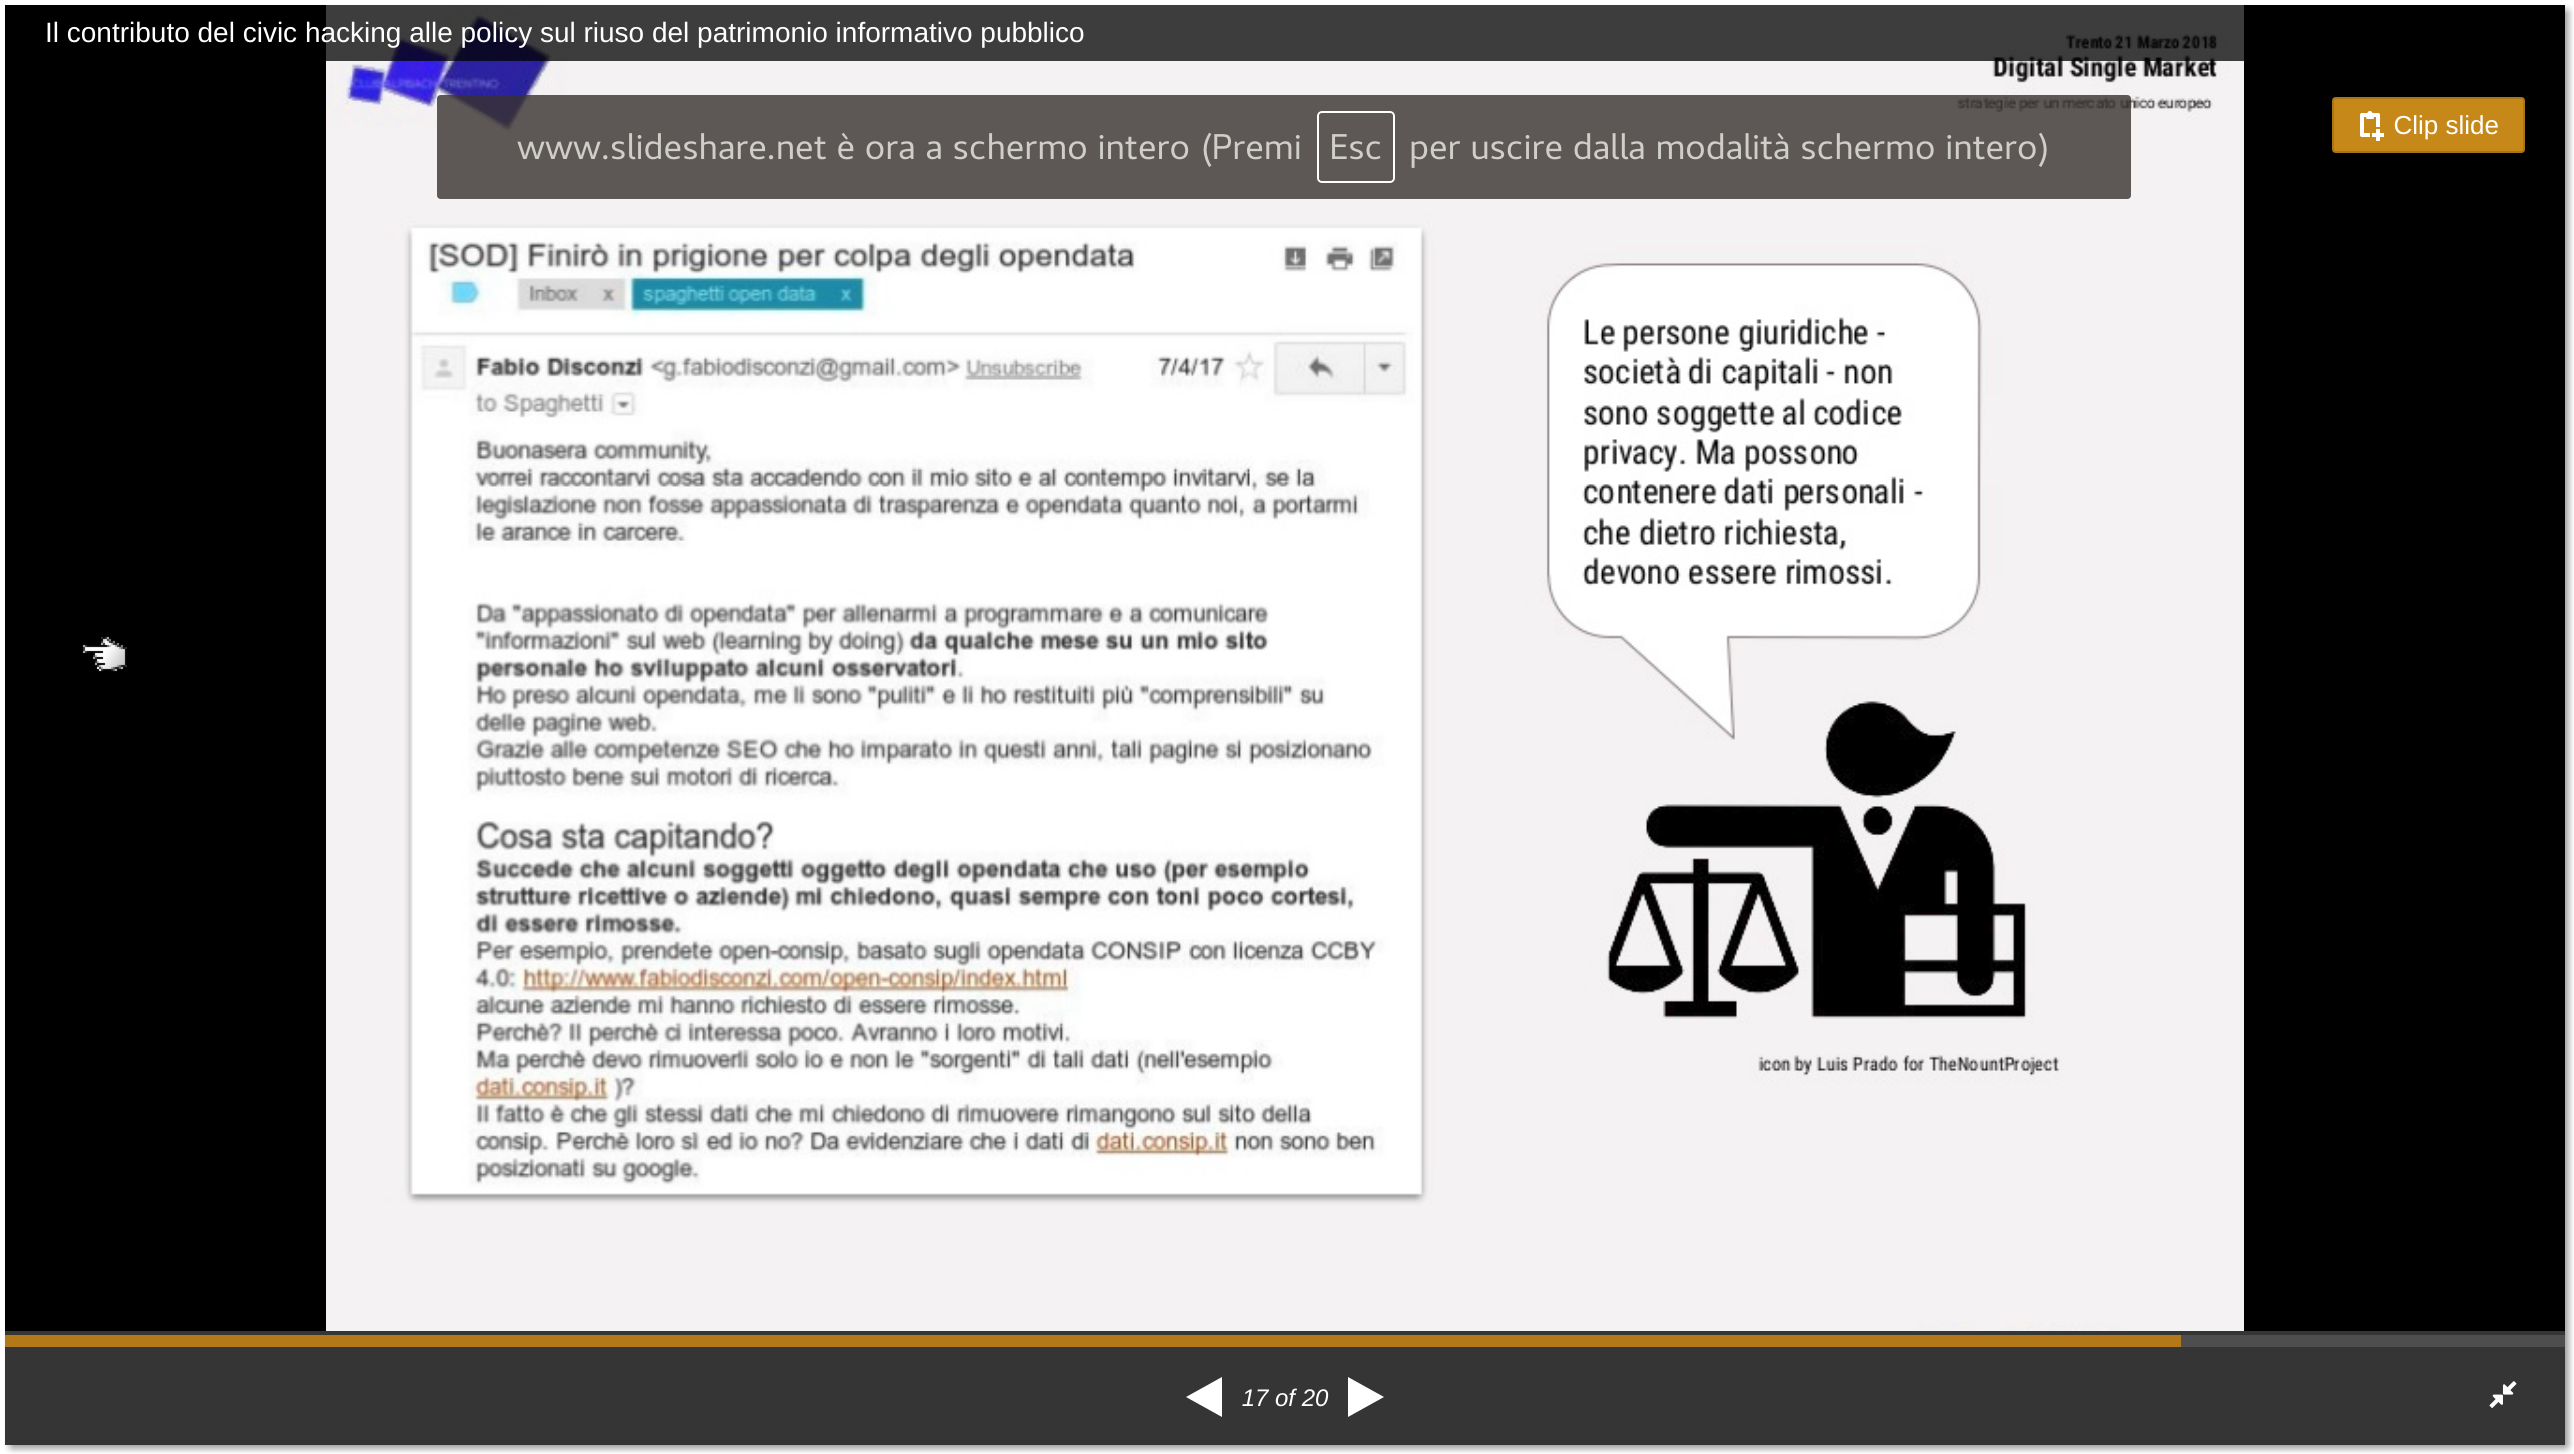 Il contributo del civic hacking alle policy sul riuso del patrimonio informativo pubblico
Trento 21 Marzo 2018
Digital Single Market
strategie per un mercato unico europeo
CLUB ALPBACH TRENTINO
www.slideshare.net è ora a schermo intero (Premi Esc per uscire dalla modalità schermo intero)
Clip slide
[SOD] Finirò in prigione per colpa degli opendata
Inbox x spaghetti open data x
Fabio Disconzi <g.fabiodisconzi@gmail.com> Unsubscribe 7/4/17
to Spaghetti
Buonasera community,
vorrei raccontarvi cosa sta accadendo con il mio sito e al contempo invitarvi, se la
legislazione non fosse appassionata di trasparenza e opendata quanto noi, a portarmi
le arance in carcere.
Da "appassionato di opendata" per allenarmi a programmare e a comunicare
"informazioni" sul web (learning by doing) da qualche mese su un mio sito
personale ho sviluppato alcuni osservatori.
Ho preso alcuni opendata, me li sono "puliti" e li ho restituiti più "comprensibili" su
delle pagine web.
Grazie alle competenze SEO che ho imparato in questi anni, tali pagine si posizionano
piuttosto bene sui motori di ricerca.
Cosa sta capitando?
Succede che alcuni soggetti oggetto degli opendata che uso (per esempio
strutture ricettive o aziende) mi chiedono, quasi sempre con toni poco cortesi,
di essere rimosse.
Per esempio, prendete open-consip, basato sugli opendata CONSIP con licenza CCBY
4.0: http://www.fabiodisconzi.com/open-consip/index.html
alcune aziende mi hanno richiesto di essere rimosse.
Perchè? Il perchè ci interessa poco. Avranno i loro motivi.
Ma perchè devo rimuoverli solo io e non le "sorgenti" di tali dati (nell'esempio
dati.consip.it )?
Il fatto è che gli stessi dati che mi chiedono di rimuovere rimangono sul sito della
consip. Perchè loro sì ed io no? Da evidenziare che i dati di dati.consip.it non sono ben
posizionati su google.
Le persone giuridiche -
società di capitali - non
sono soggette al codice
privacy. Ma possono
contenere dati personali -
che dietro richiesta,
devono essere rimossi.
icon by Luis Prado for TheNountProject
17 of 20